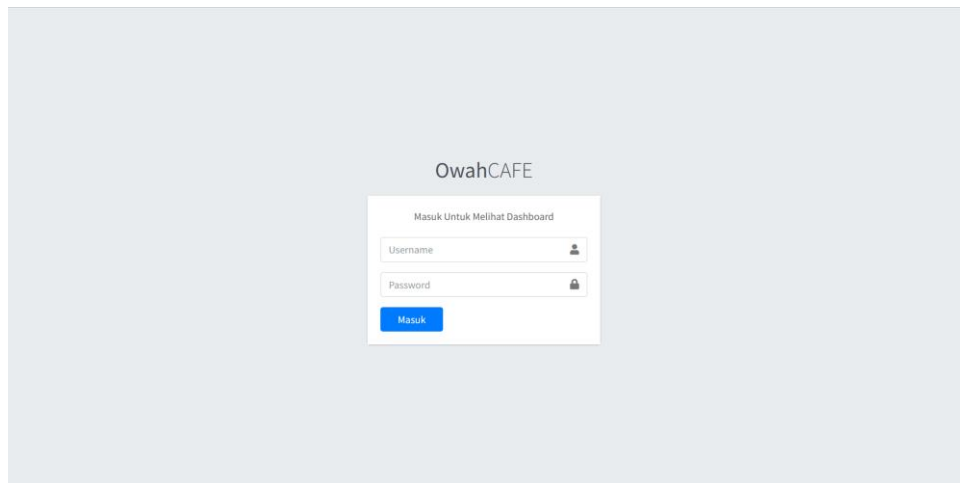 OwahCAFE
Masuk Untuk Melihat Dashboard
Username
Password
Masuk